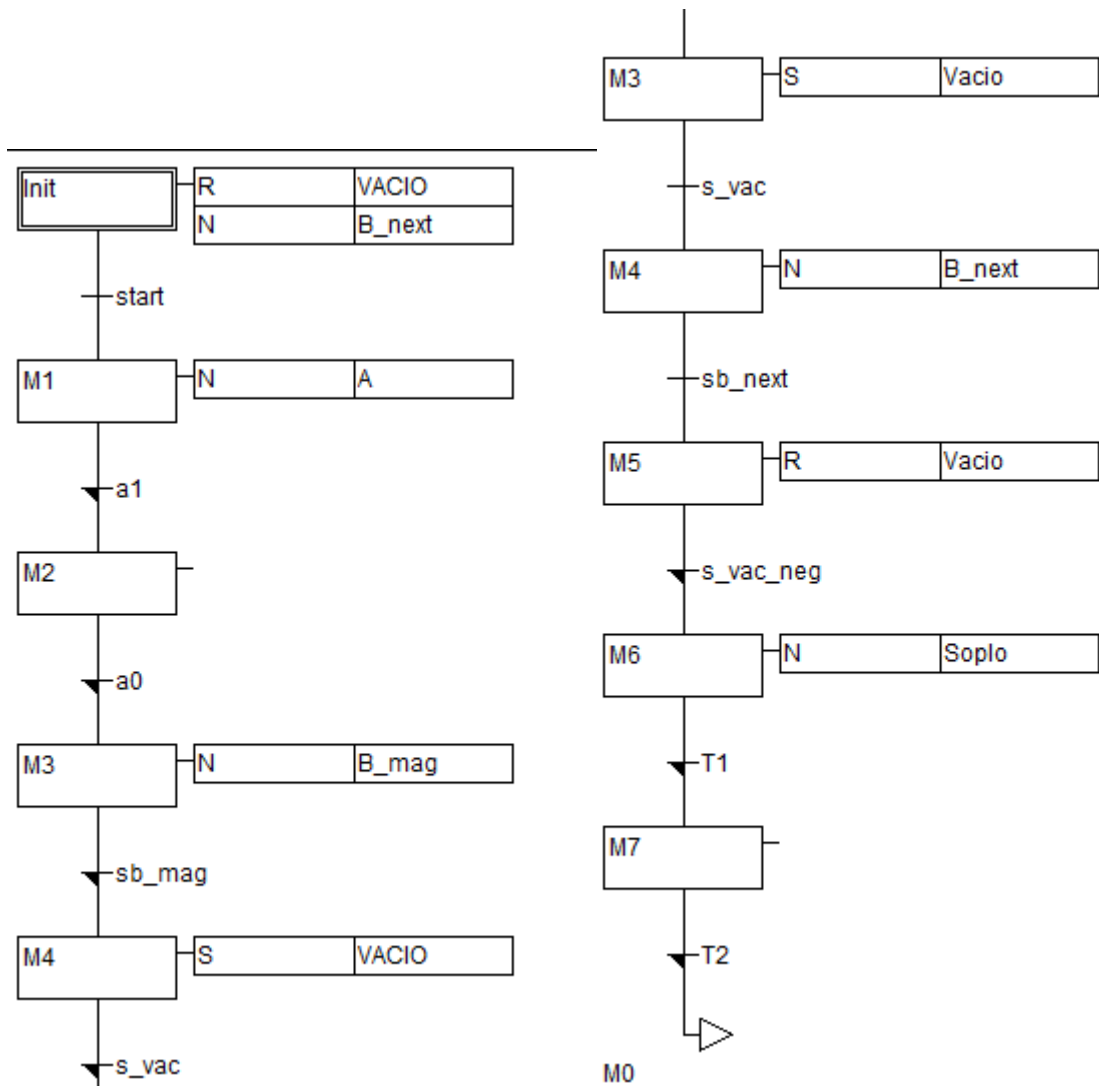 Init R VACIO
N B_next
start
M1 N A
a1
M2
a0
M3 N B_mag
sb_mag
M4 S VACIO
s_vac
M3 S Vacio
s_vac
M4 N B_next
sb_next
M5 R Vacio
s_vac_neg
M6 N Soplo
T1
M7
T2
M0